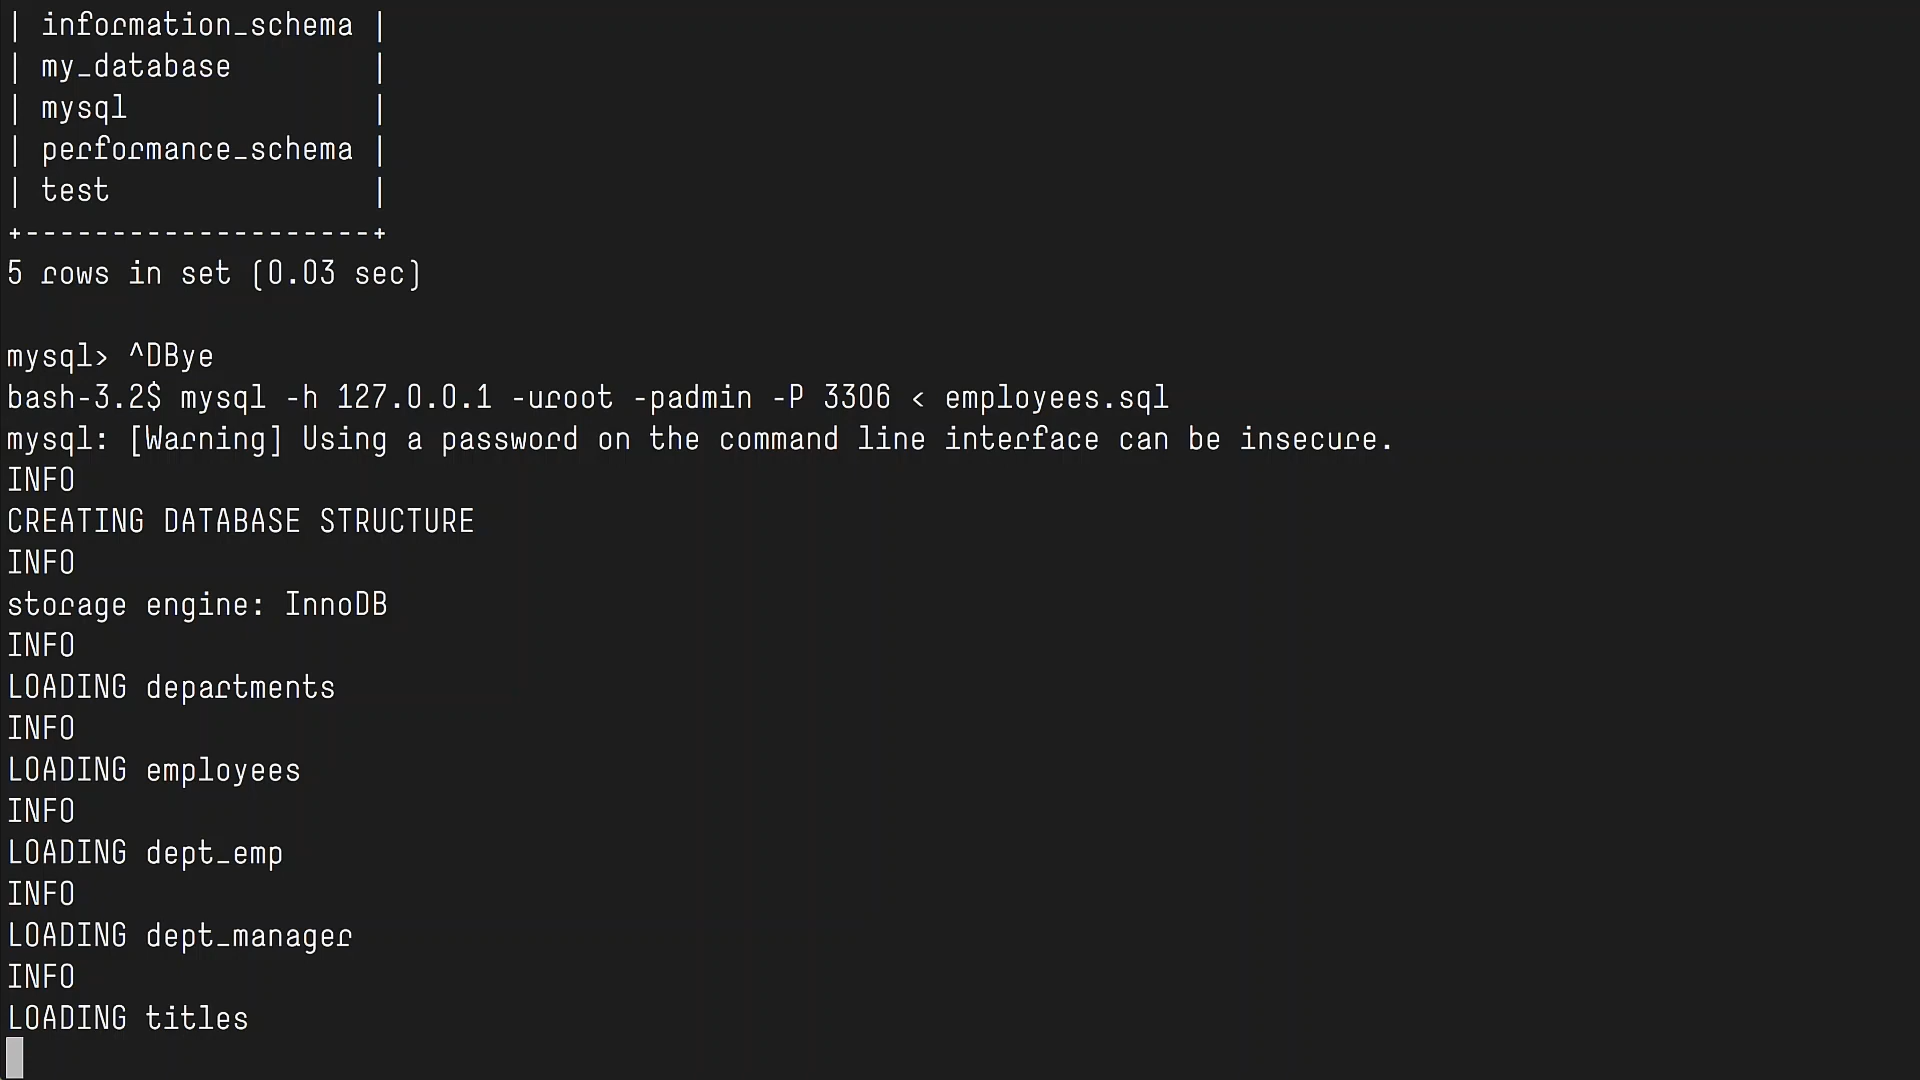 | information_schema |
| my_database        |
| mysql              |
| performance_schema |
| test               |
+--------------------+
5 rows in set (0.03 sec)
mysql> ^DBye
bash-3.2$ mysql -h 127.0.0.1 -uroot -padmin -P 3306 < employees.sql
mysql: [Warning] Using a password on the command line interface can be insecure.
INFO
CREATING DATABASE STRUCTURE
INFO
storage engine: InnoDB
INFO
LOADING departments
INFO
LOADING employees
INFO
LOADING dept_emp
INFO
LOADING dept_manager
INFO
LOADING titles